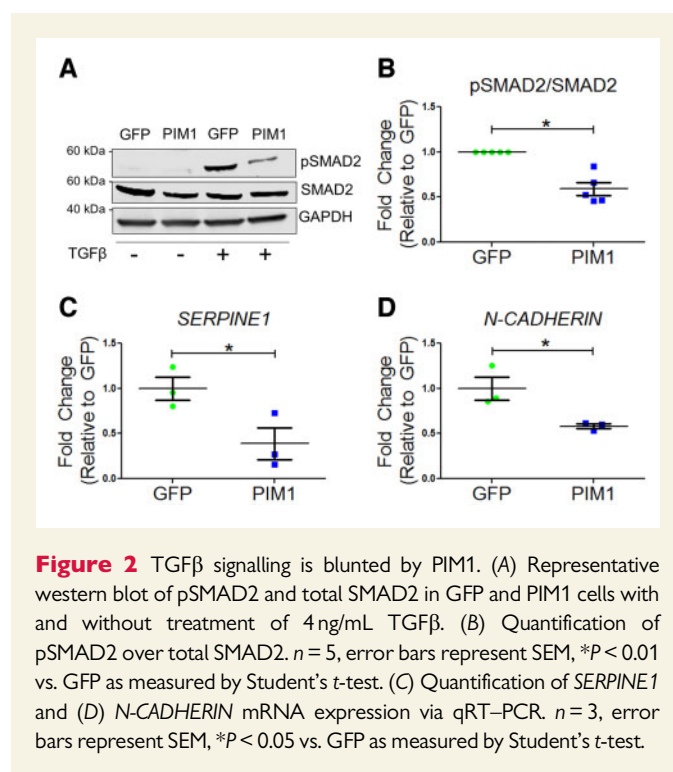 A
GFP PIM1 GFP PIM1
60 kDa
pSMAD2
60 kDa
SMAD2
40 kDa
GAPDH
TGFβ - - + +
B
pSMAD2/SMAD2
Fold Change
(Relative to GFP)
1.5
1.0
0.5
0.0
*
GFP PIM1
C
SERPINE1
Fold Change
(Relative to GFP)
1.5
1.0
0.5
0.0
*
GFP PIM1
D
N-CADHERIN
Fold Change
(Relative to GFP)
1.5
1.0
0.5
0.0
*
GFP PIM1
Figure 2 TGFβ signalling is blunted by PIM1. (A) Representative
western blot of pSMAD2 and total SMAD2 in GFP and PIM1 cells with
and without treatment of 4 ng/mL TGFβ. (B) Quantification of
pSMAD2 over total SMAD2. n = 5, error bars represent SEM, *P < 0.01
vs. GFP as measured by Student's t-test. (C) Quantification of SERPINE1
and (D) N-CADHERIN mRNA expression via qRT–PCR. n = 3, error
bars represent SEM, *P < 0.05 vs. GFP as measured by Student's t-test.